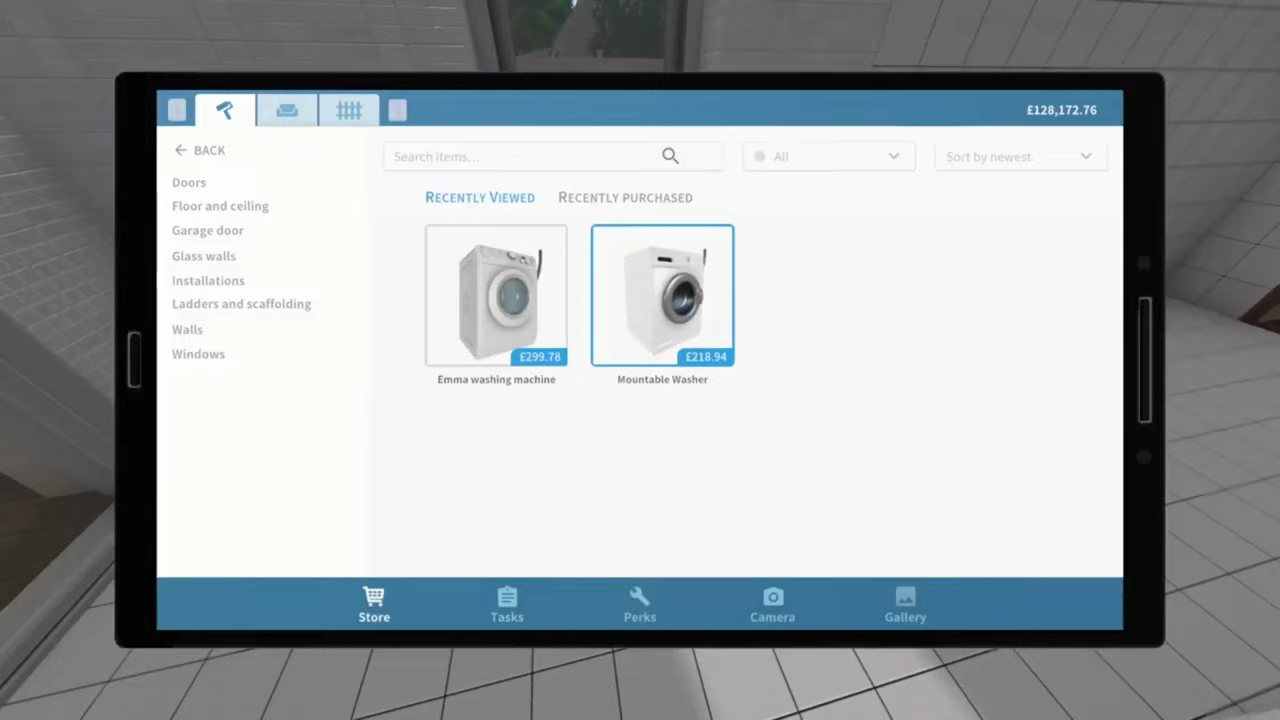 £128,172.76
BACK
Search items...
All
Sort by newest
Doors
Floor and ceiling
Garage door
Glass walls
Installations
Ladders and scaffolding
Walls
Windows
RECENTLY VIEWED
RECENTLY PURCHASED
£299.78
£218.94
Emma washing machine
Mountable Washer
Store
Tasks
Perks
Camera
Gallery